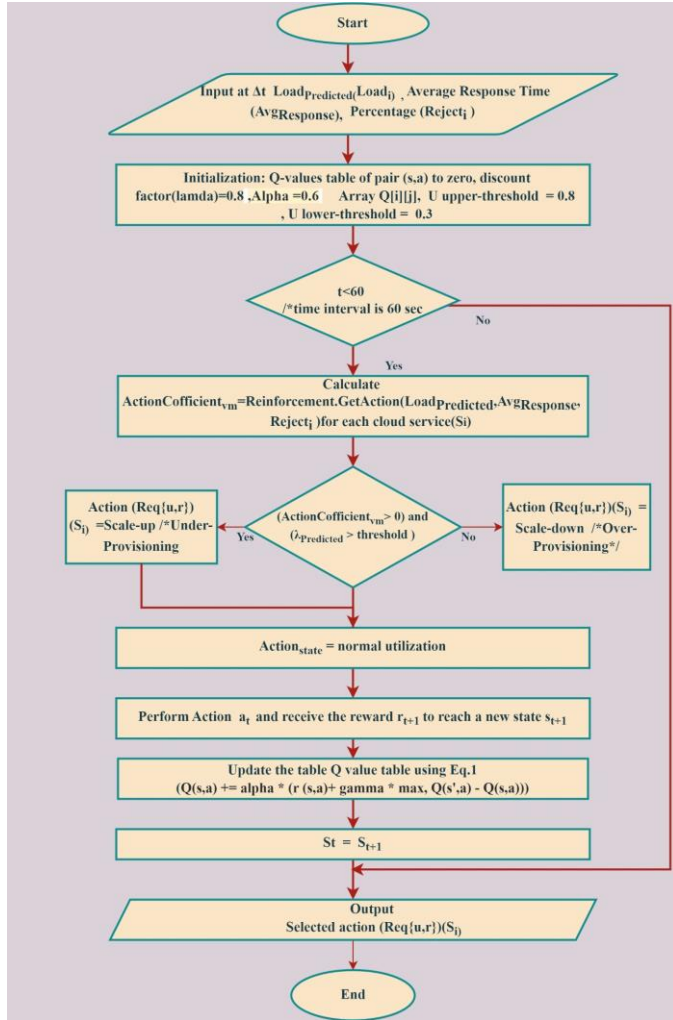 Start
Input at Δt Load_Predicted(Load_i) , Average Response Time
(Avg_Response), Percentage (Reject_i )
Initialization: Q-values table of pair (s,a) to zero, discount
factor(lamda)=0.8 ,Alpha =0.6 Array Q[i][j], U upper-threshold = 0.8
, U lower-threshold = 0.3
t<60
/*time interval is 60 sec
No
Yes
Calculate
ActionCofficient_vm=Reinforcement.GetAction(Load_Predicted,Avg_Response,
Reject_i )for each cloud service(Si)
Action (Req{u,r})
(S_i) =Scale-up /*Under-
Provisioning
Yes
(ActionCofficient_vm> 0) and
(λ_Predicted > threshold )
No
Action (Req{u,r})(S_i) =
Scale-down /*Over-
Provisioning*/
Action_state = normal utilization
Perform Action a_t and receive the reward r_t+1 to reach a new state s_t+1
Update the table Q value table using Eq.1
(Q(s,a) += alpha * (r (s,a)+ gamma * max, Q(s',a) - Q(s,a)))
St = S_t+1
Output
Selected action (Req{u,r})(S_i)
End